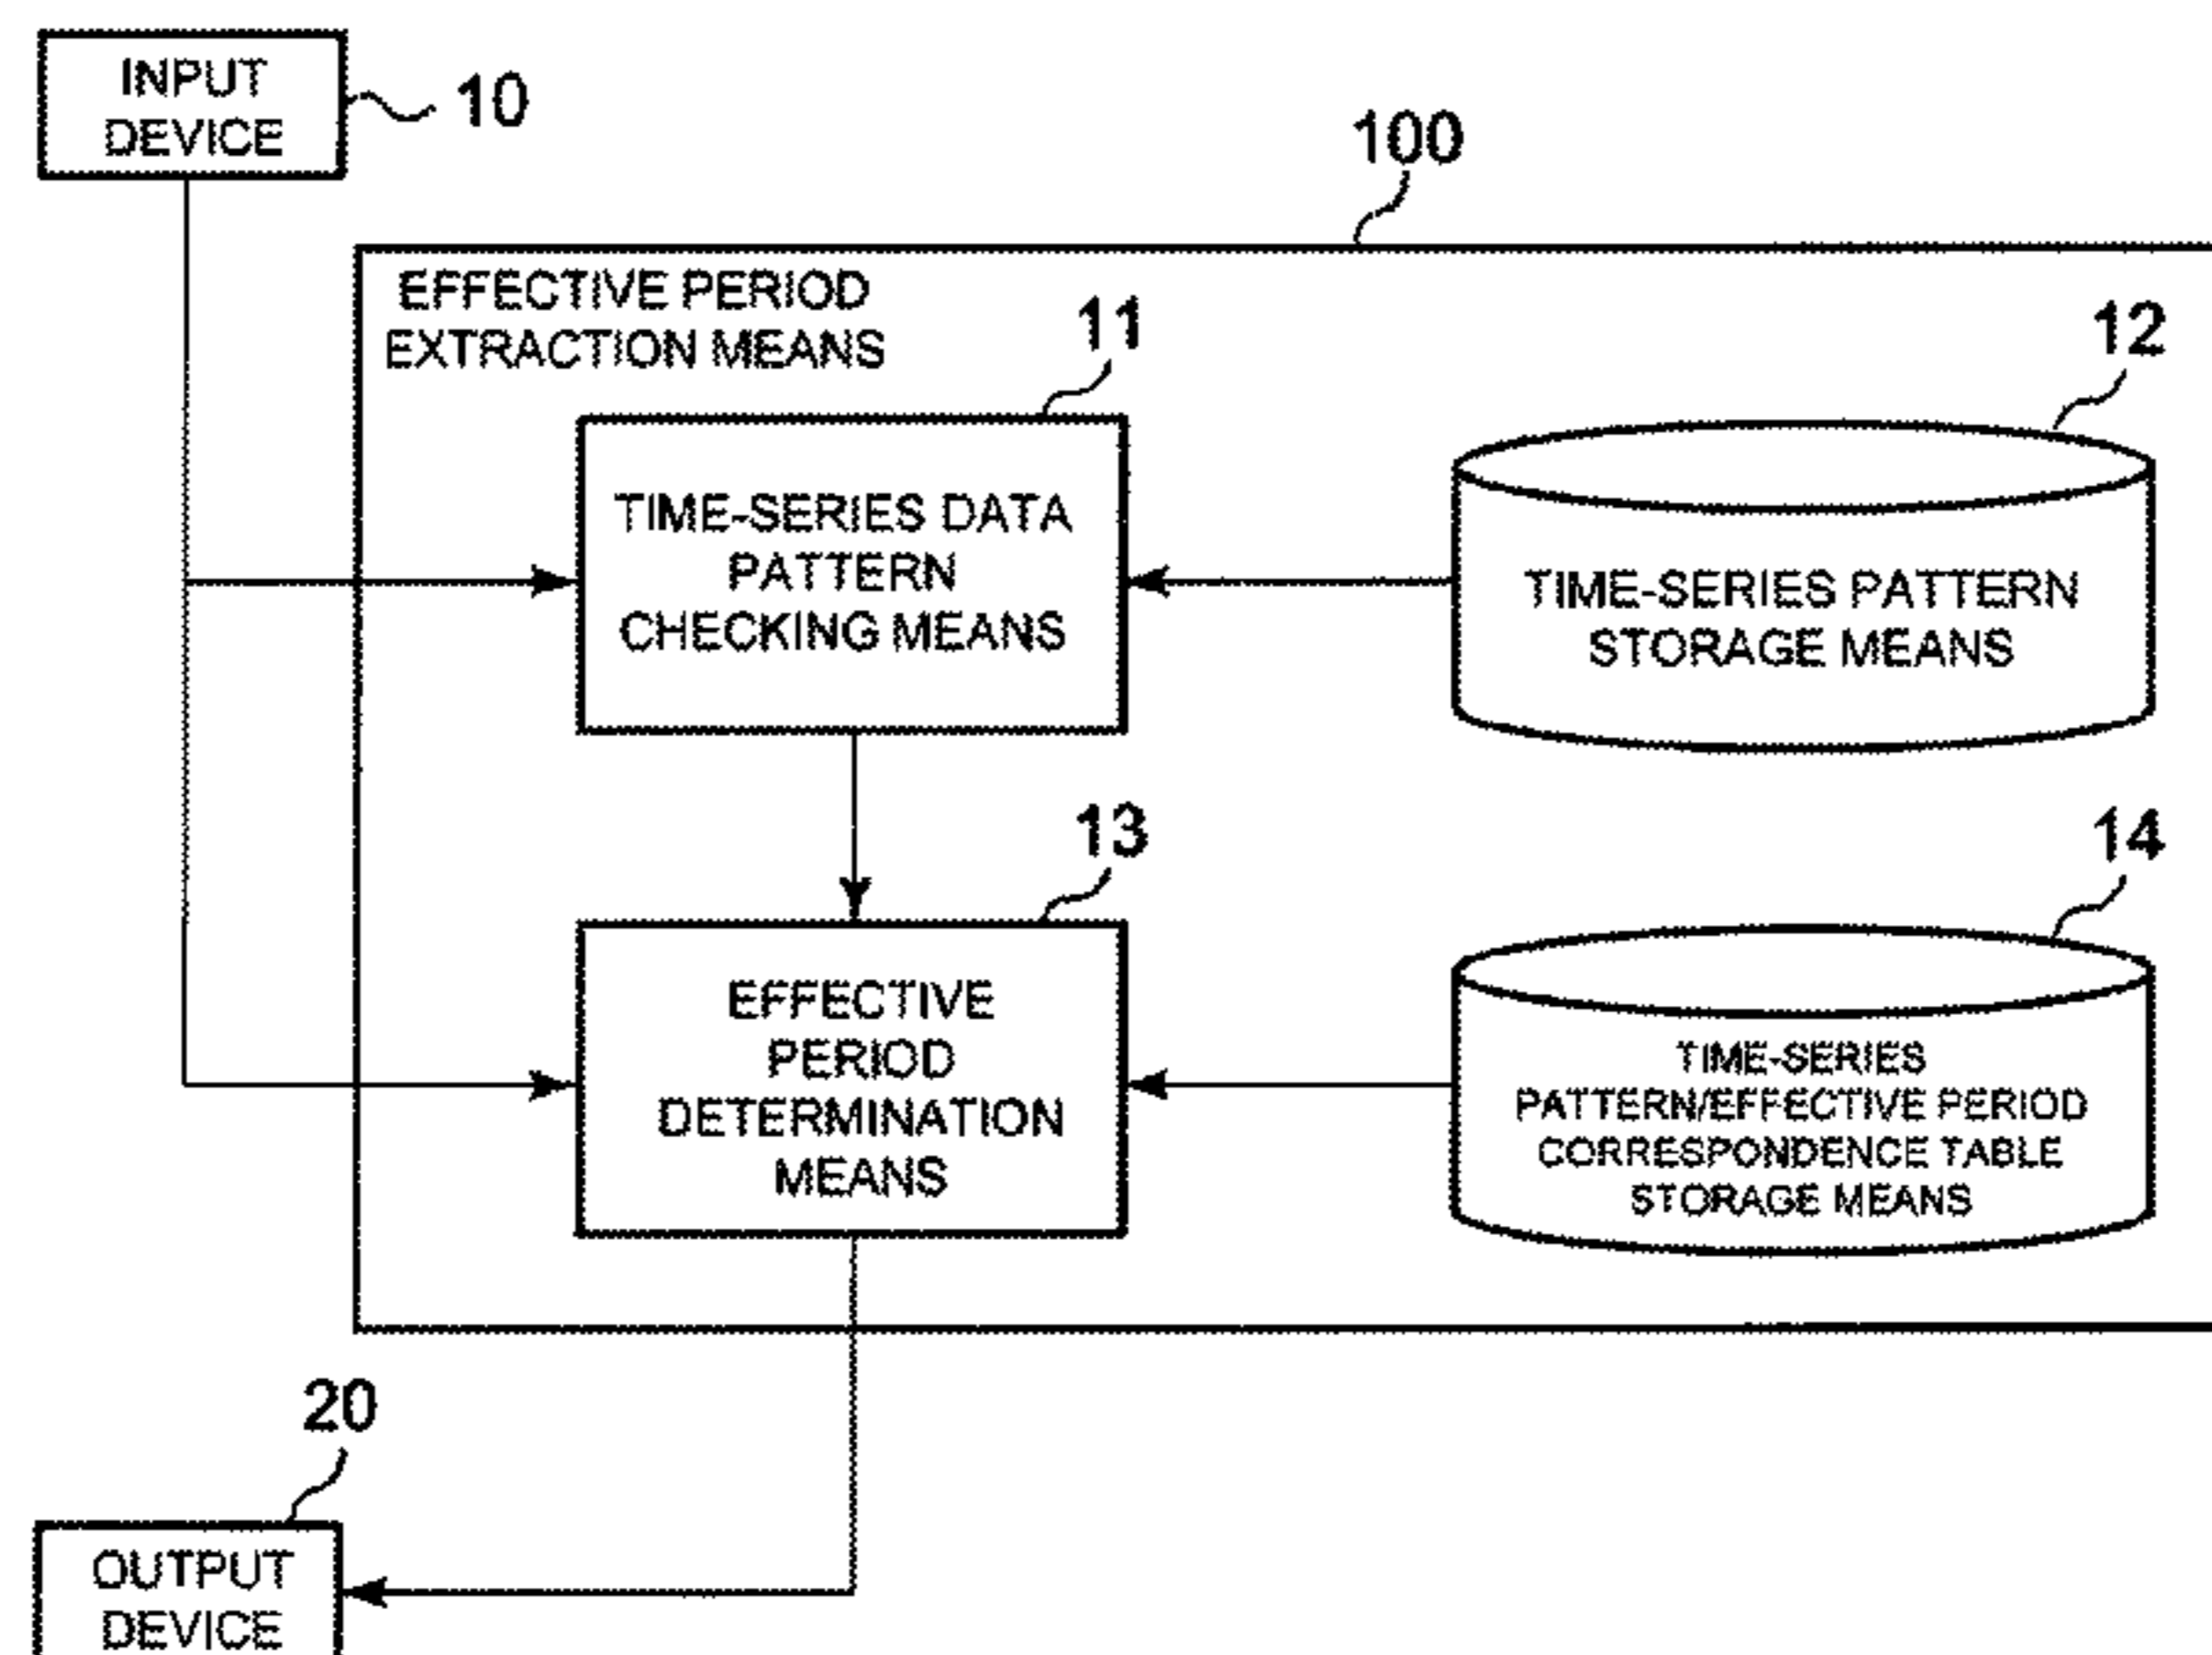 INPUT
DEVICE
10
100
EFFECTIVE PERIOD
EXTRACTION MEANS
11
12
TIME-SERIES DATA
PATTERN
CHECKING MEANS
TIME-SERIES PATTERN
STORAGE MEANS
13
14
EFFECTIVE
PERIOD
DETERMINATION
MEANS
TIME-SERIES
PATTERN/EFFECTIVE PERIOD
CORRESPONDENCE TABLE
STORAGE MEANS
20
OUTPUT
DEVICE